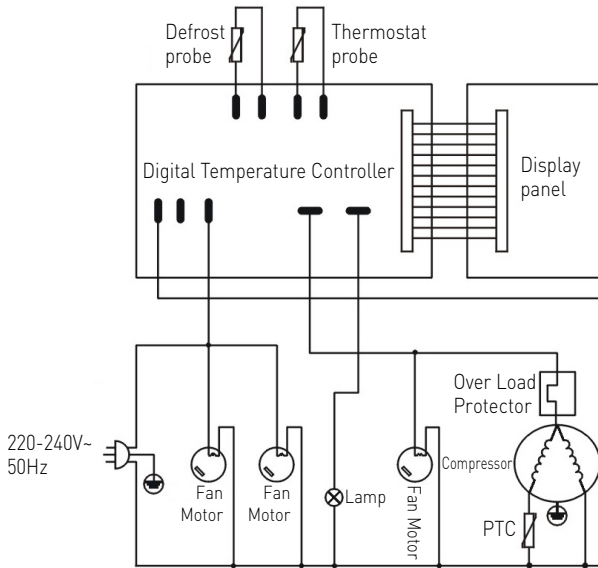 Defrost
probe
Thermostat
probe
Digital Temperature Controller
Display
panel
Over Load
Protector
220-240V~
50Hz
Compressor
Fan
Motor
Fan
Motor
Lamp
Fan Motor
PTC